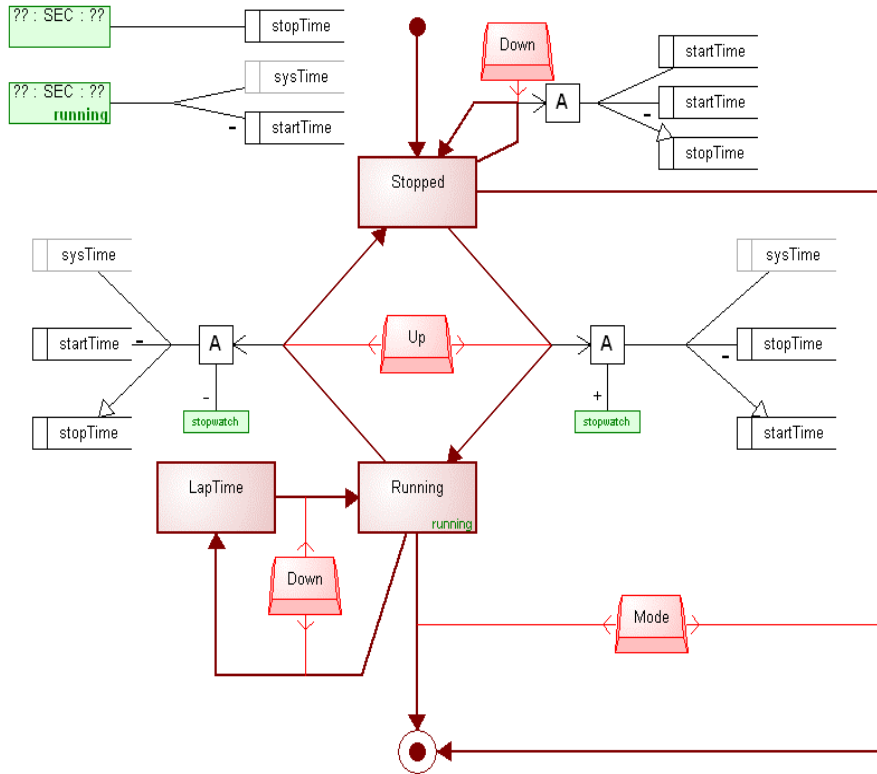 ?? : SEC : ??
stopTime
?? : SEC : ??
running
sysTime
-
startTime
Down
A
startTime
-
startTime
stopTime
Stopped
sysTime
-
startTime
stopTime
A
-
stopwatch
Up
A
+
stopwatch
sysTime
-
stopTime
startTime
LapTime
Running
running
Down
Mode